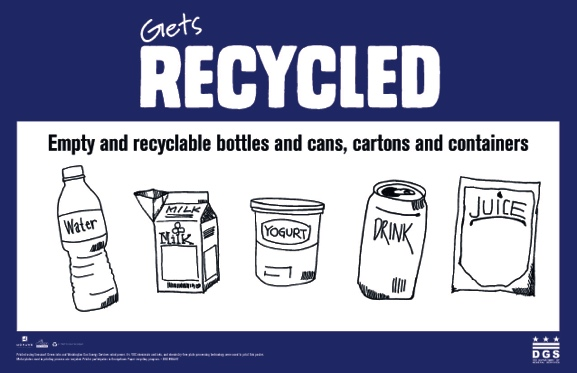 Gets
RECYCLED
Empty and recyclable bottles and cans, cartons and containers
Water
MILK
Milk
YOGURT
DRINK
JUICE
DGS